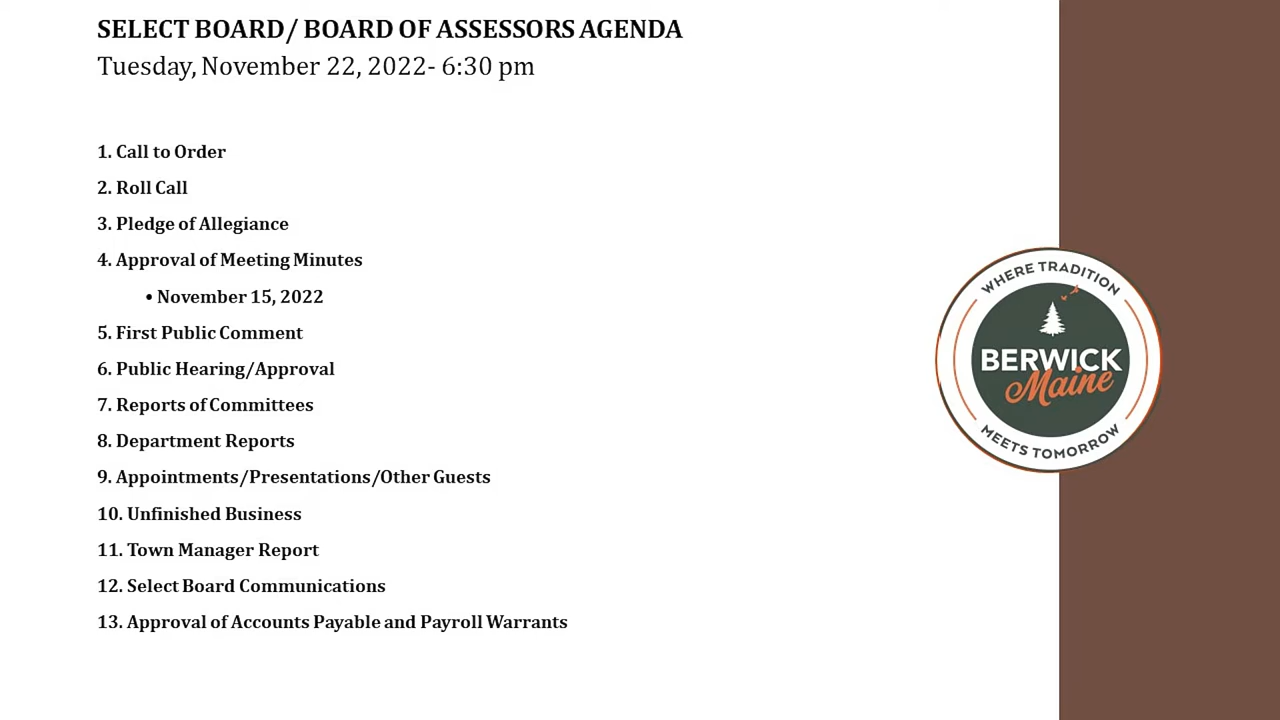 SELECT BOARD/ BOARD OF ASSESSORS AGENDA
Tuesday, November 22, 2022- 6:30 pm
1. Call to Order
2. Roll Call
3. Pledge of Allegiance
4. Approval of Meeting Minutes
• November 15, 2022
5. First Public Comment
6. Public Hearing/Approval
7. Reports of Committees
8. Department Reports
9. Appointments/Presentations/Other Guests
10. Unfinished Business
11. Town Manager Report
12. Select Board Communications
13. Approval of Accounts Payable and Payroll Warrants
WHERE TRADITION
BERWICK
Maine
MEETS TOMORROW